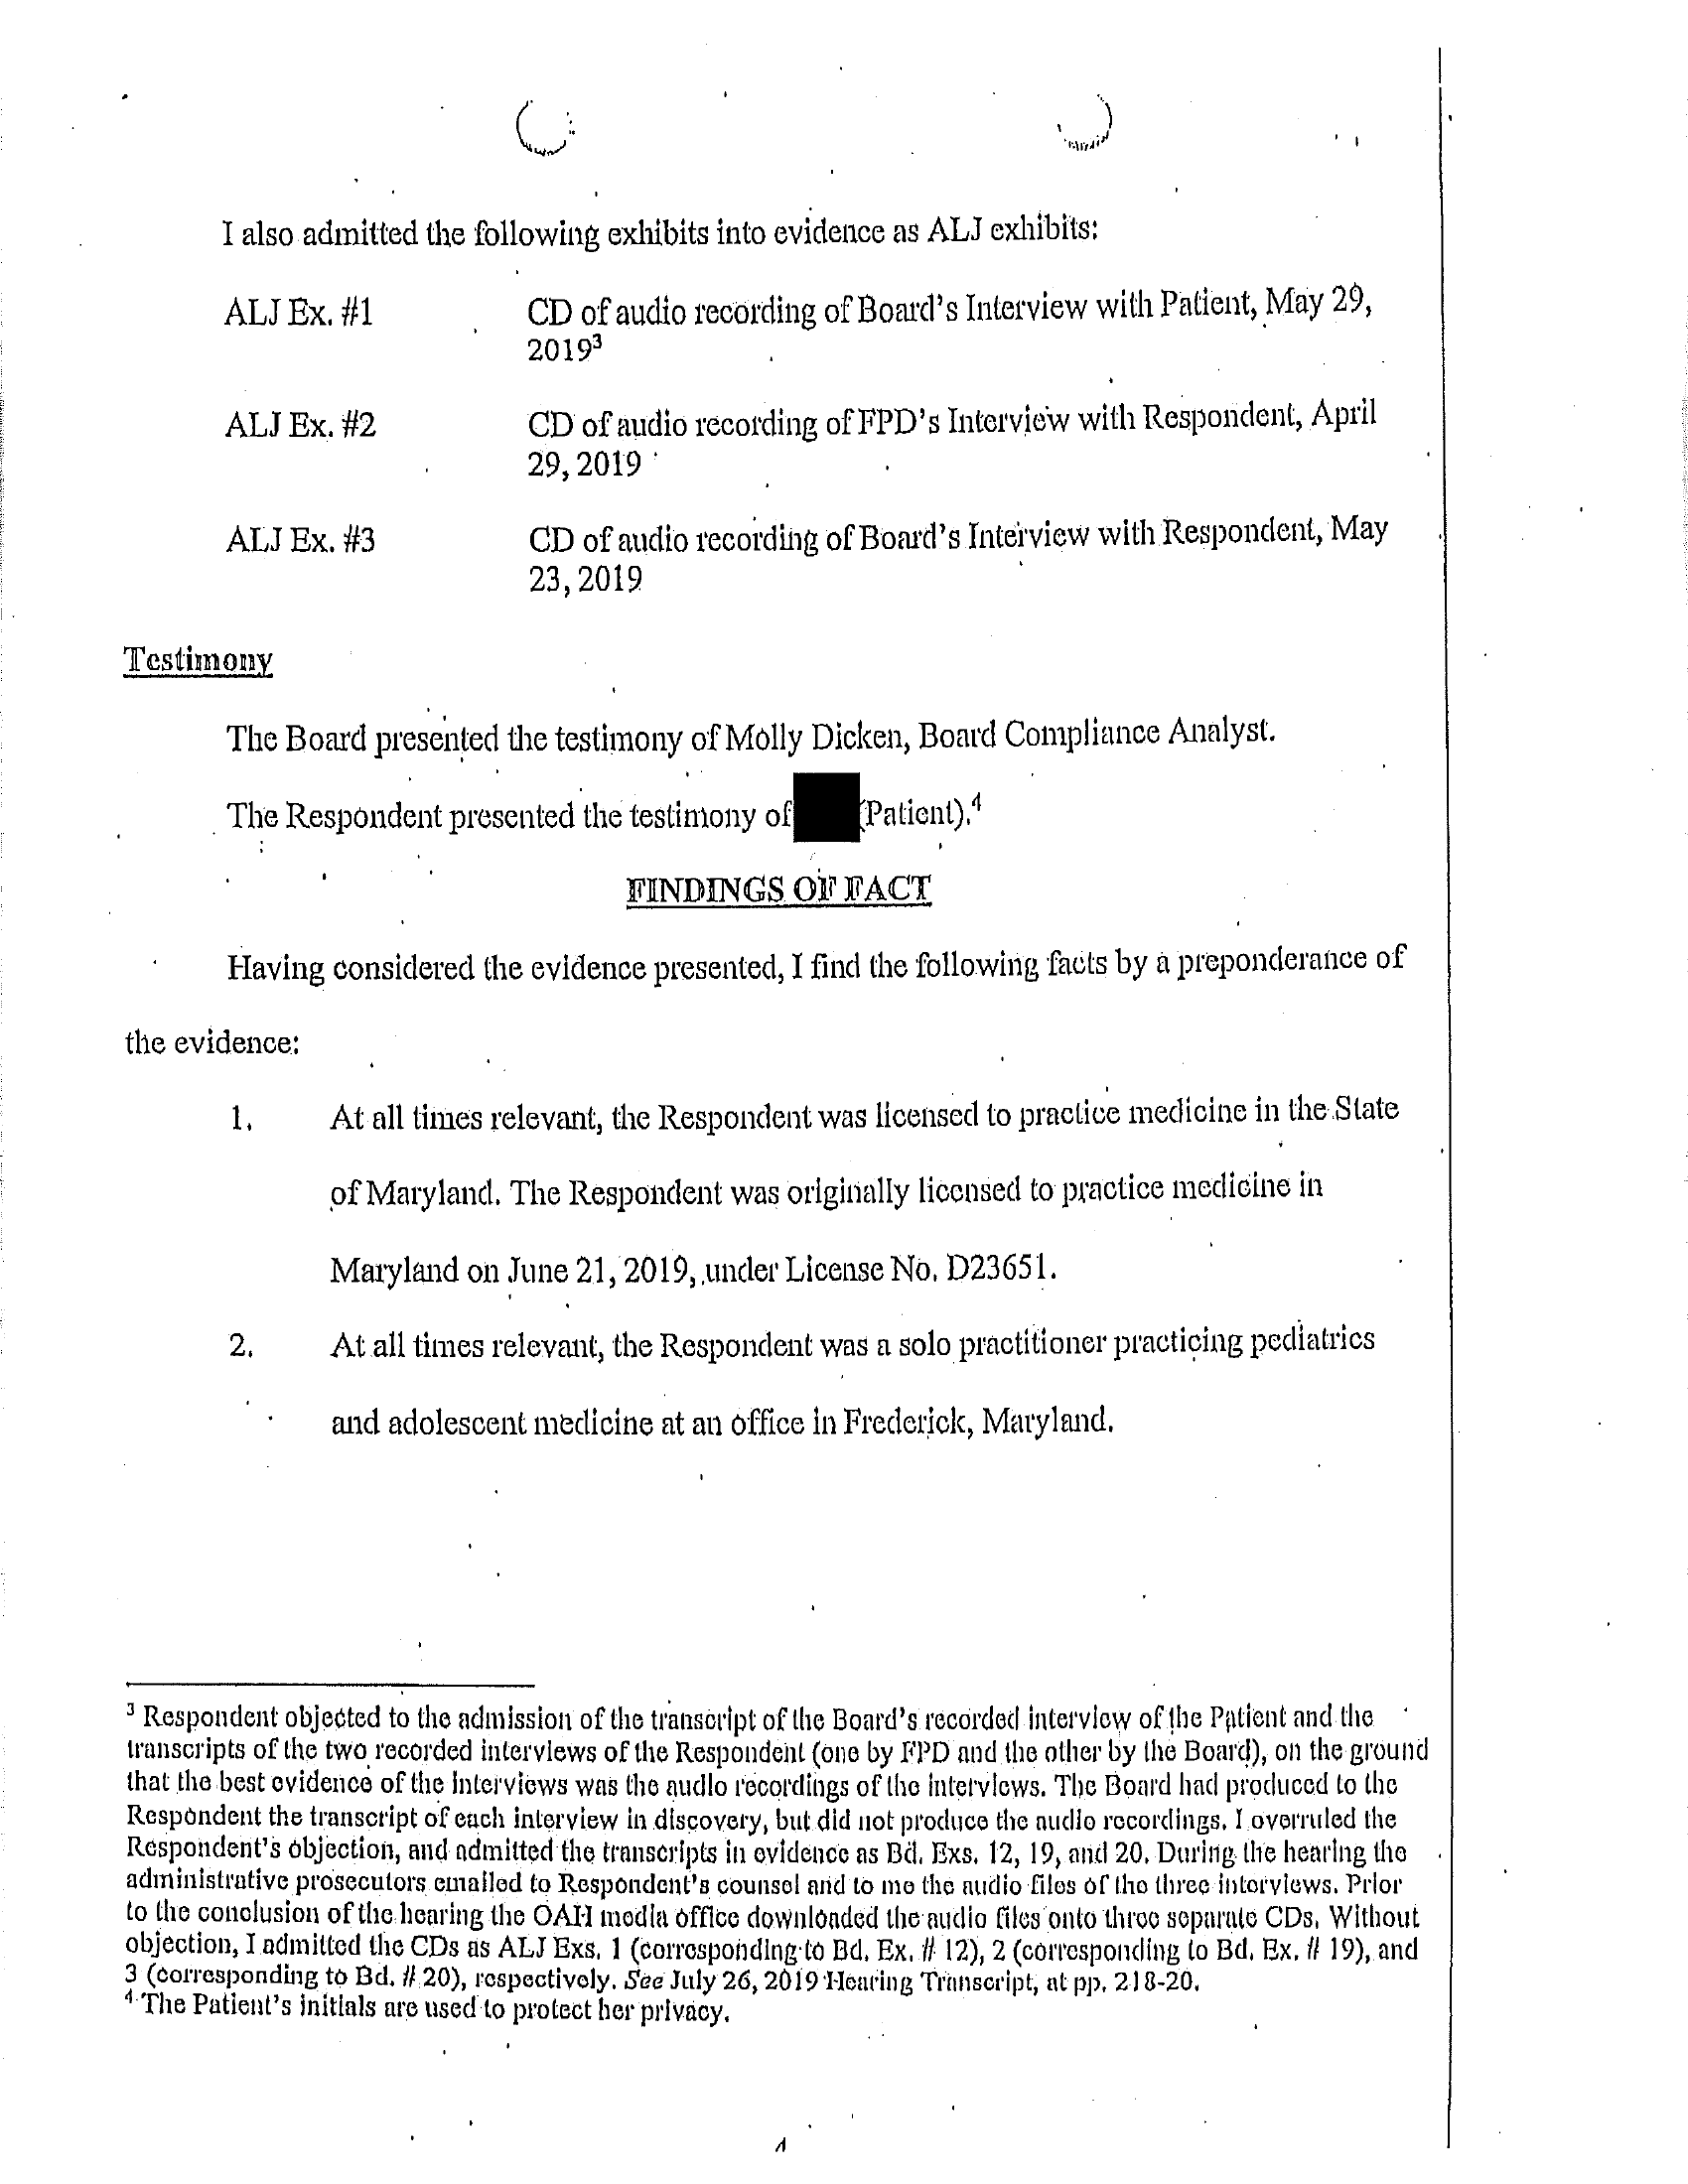 I also admitted the following exhibits into evidence as ALJ exhibits:
ALJ Ex. #1 CD of audio recording of Board's Interview with Patient, May 29,
2019³
ALJ Ex. #2 CD of audio recording of FPD's Interview with Respondent, April
29, 2019
ALJ Ex. #3 CD of audio recording of Board's Interview with Respondent, May
23, 2019
Testimony
The Board presented the testimony of Molly Dicken, Board Compliance Analyst.
The Respondent presented the testimony of (Patient).⁴
FINDINGS OF FACT
Having considered the evidence presented, I find the following facts by a preponderance of
the evidence:
1. At all times relevant, the Respondent was licensed to practice medicine in the State
of Maryland. The Respondent was originally licensed to practice medicine in
Maryland on June 21, 2019, under License No. D23651.
2. At all times relevant, the Respondent was a solo practitioner practicing pediatrics
and adolescent medicine at an office in Frederick, Maryland.
³ Respondent objected to the admission of the transcript of the Board's recorded interview of the Patient and the
transcripts of the two recorded interviews of the Respondent (one by FPD and the other by the Board), on the ground
that the best evidence of the interviews was the audio recordings of the interviews. The Board had produced to the
Respondent the transcript of each interview in discovery, but did not produce the audio recordings. I overruled the
Respondent's objection, and admitted the transcripts in evidence as Bd. Exs. 12, 19, and 20. During the hearing the
administrative prosecutors emailed to Respondent's counsel and to me the audio files of the three interviews. Prior
to the conclusion of the hearing the OAH media office downloaded the audio files onto three separate CDs. Without
objection, I admitted the CDs as ALJ Exs. 1 (corresponding to Bd. Ex. # 12), 2 (corresponding to Bd. Ex. # 19), and
3 (corresponding to Bd. # 20), respectively. See July 26, 2019 Hearing Transcript, at pp. 218-20.
⁴ The Patient's initials are used to protect her privacy.
4